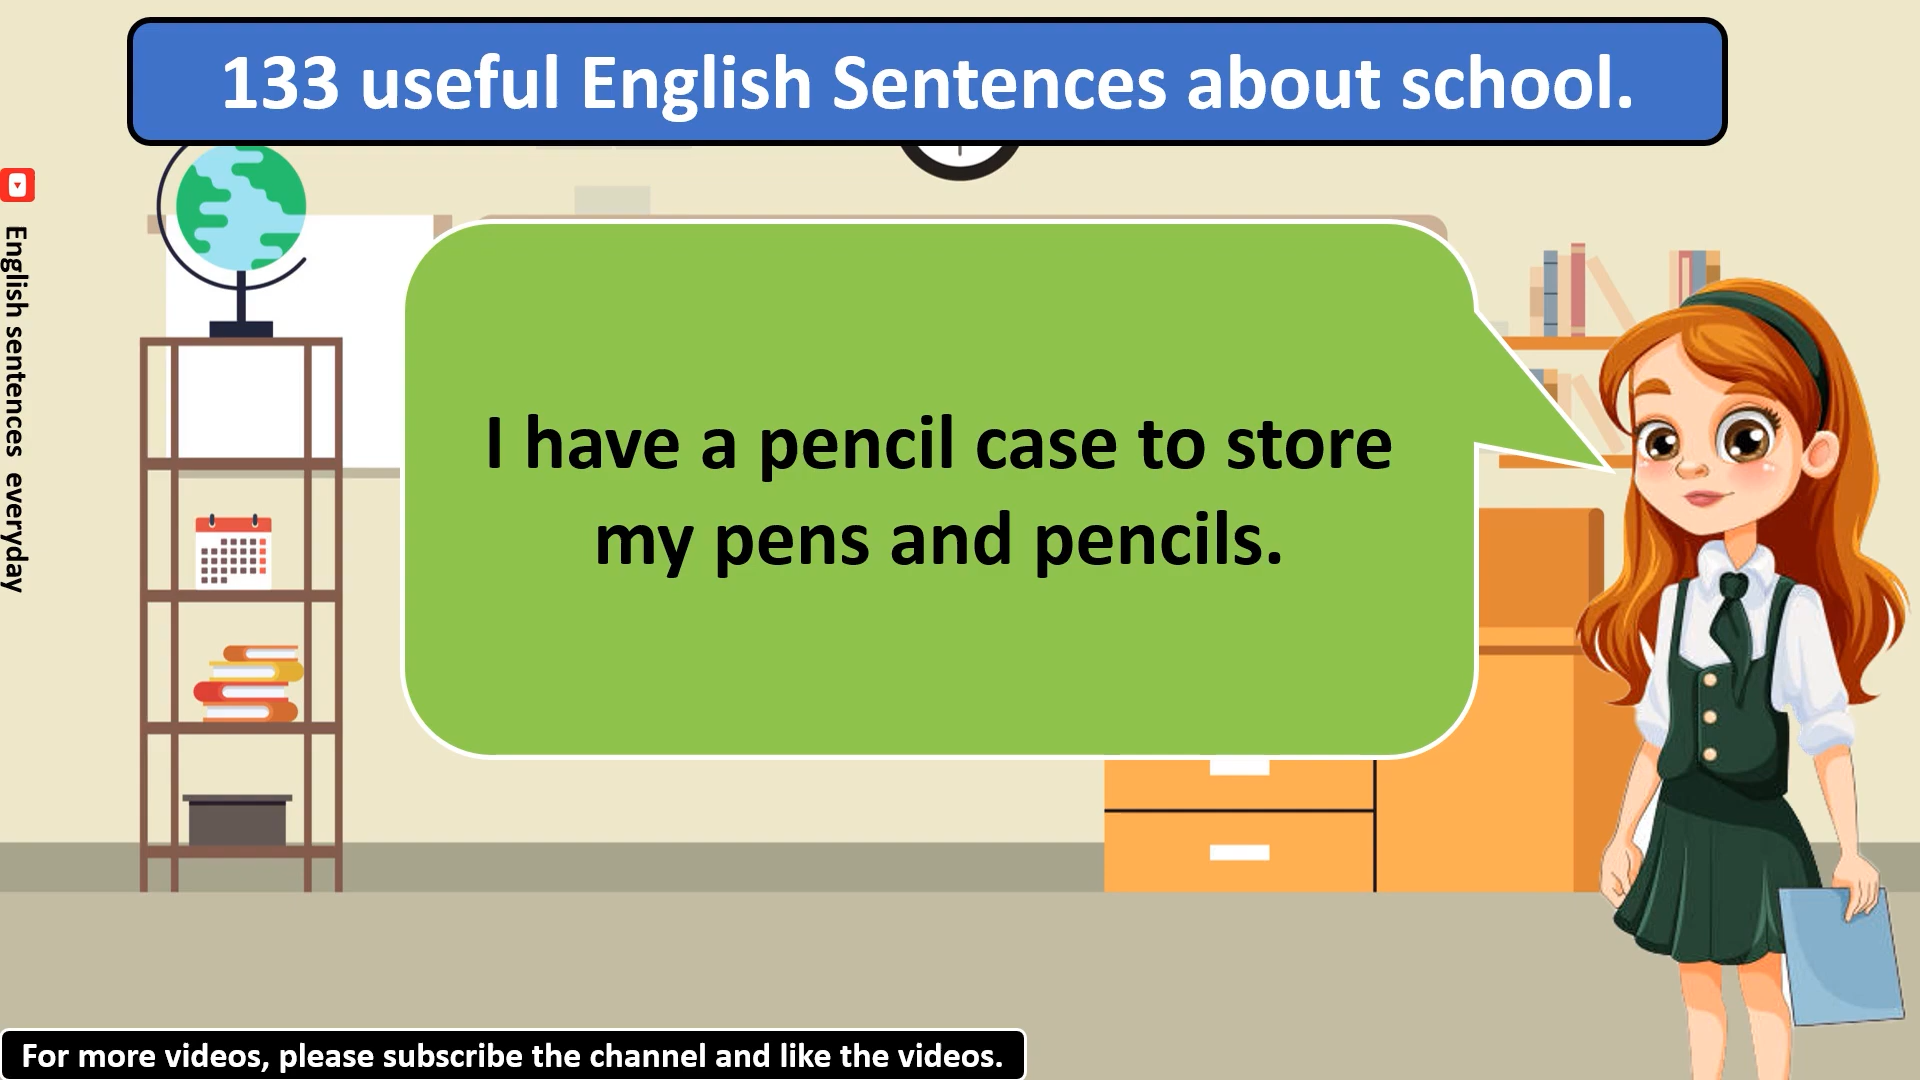 133 useful English Sentences about school.
English sentences everyday
I have a pencil case to store
my pens and pencils.
For more videos, please subscribe the channel and like the videos.